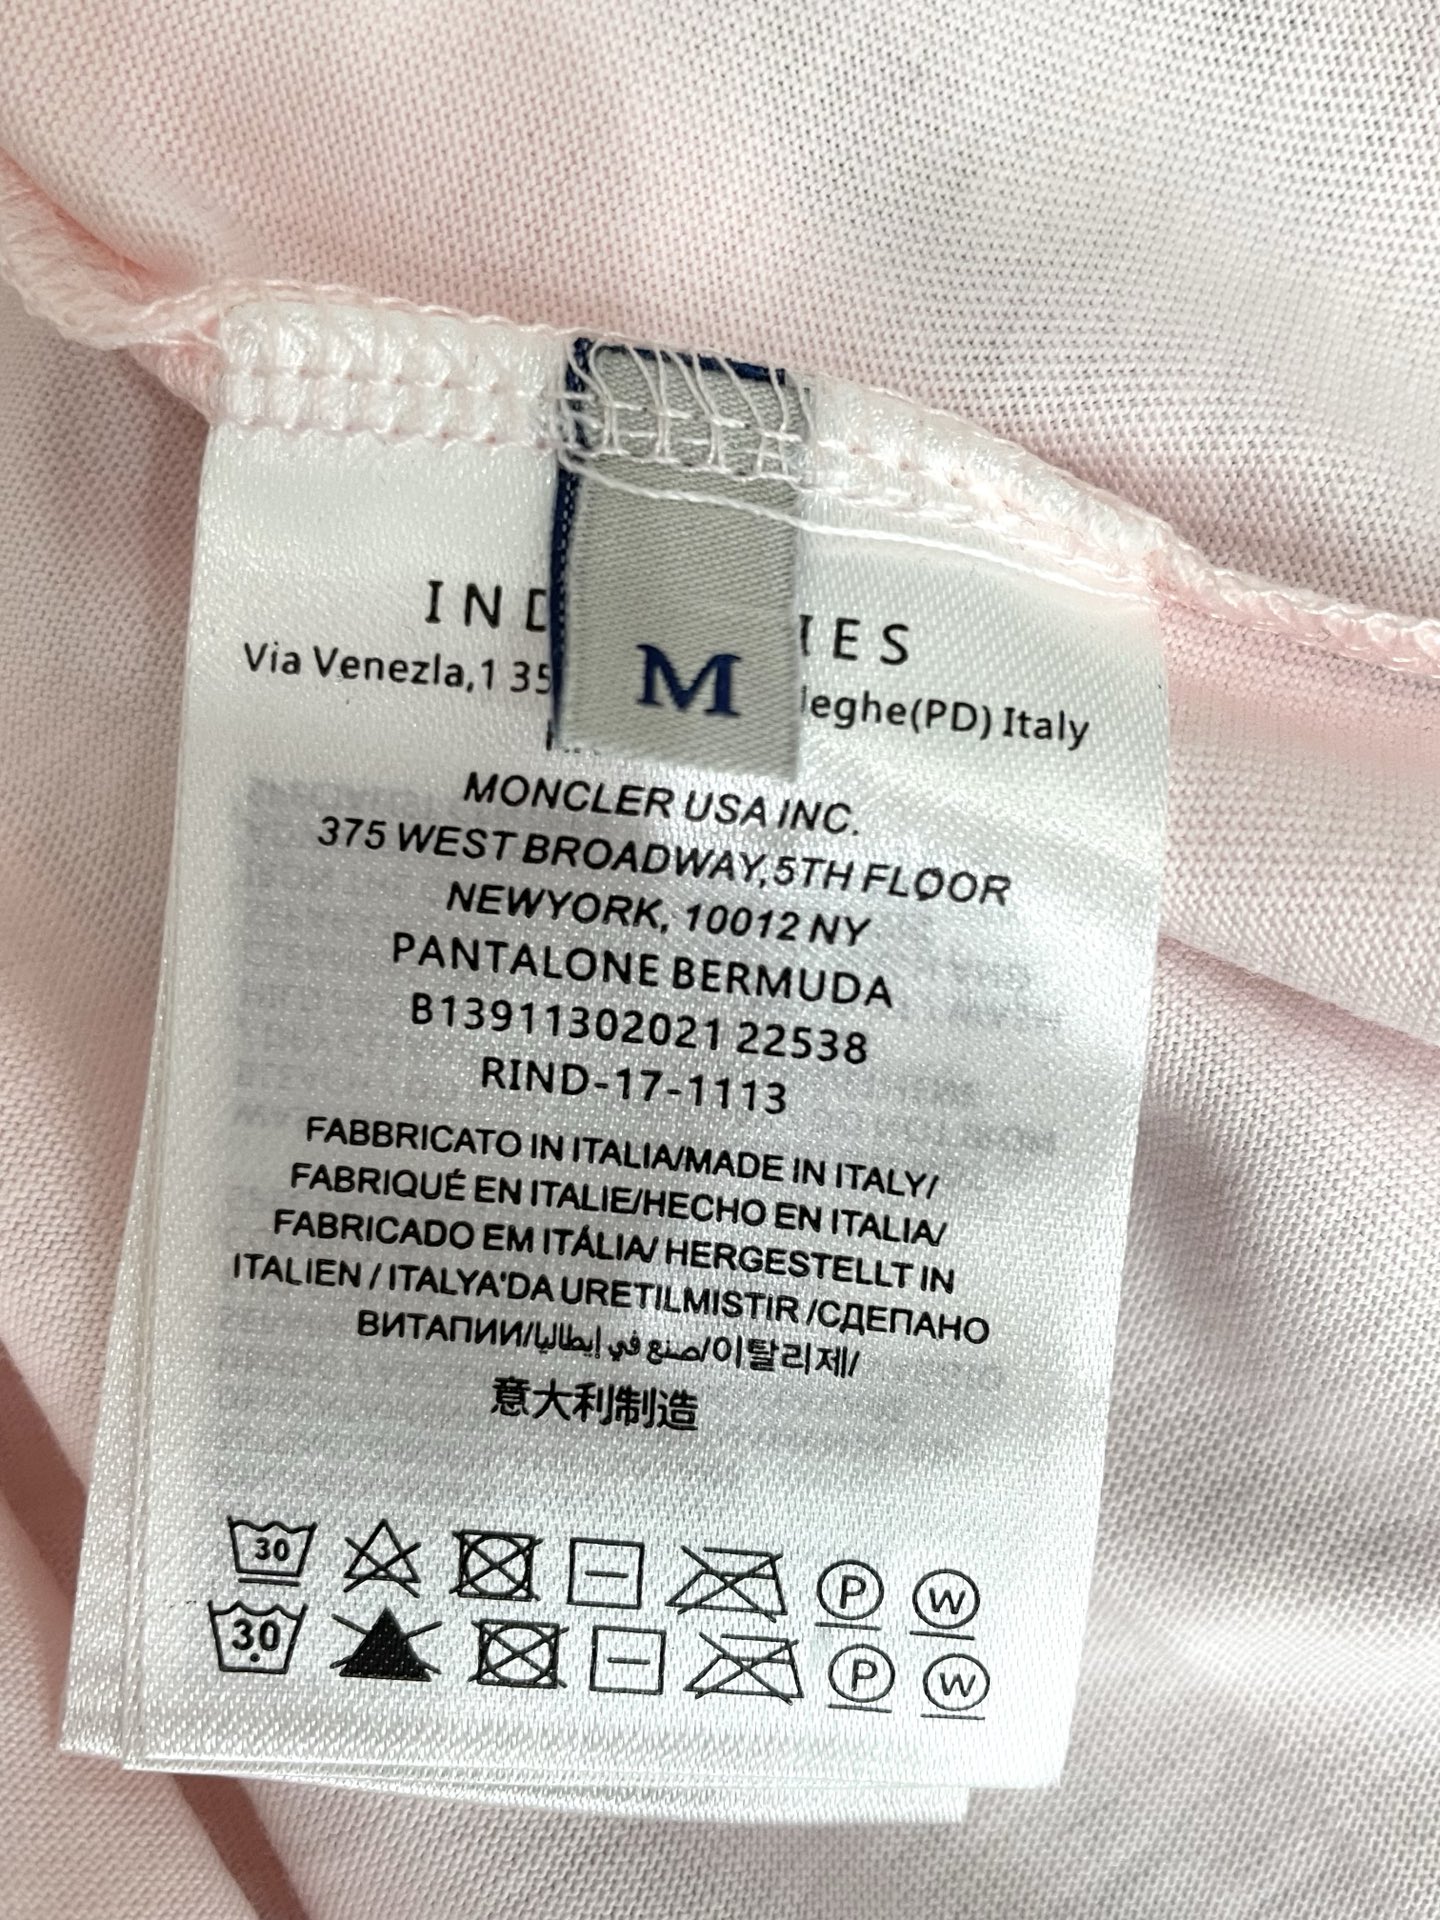 IND IES
Via Venezla,1 35 leghe(PD) Italy
M
MONCLER USA INC.
375 WEST BROADWAY,5TH FLOOR
NEWYORK, 10012 NY
PANTALONE BERMUDA
B13911302021 22538
RIND-17-1113
FABBRICATO IN ITALIA/MADE IN ITALY/
FABRIQUÉ EN ITALIE/HECHO EN ITALIA/
FABRICADO EM ITÁLIA/ HERGESTELLT IN
ITALIEN / ITALYA'DA URETILMISTIR /СДЕПАНО
ВИТАПИИ/صنع في إيطاليا/이탈리제/
意大利制造
30 P W
30 P W